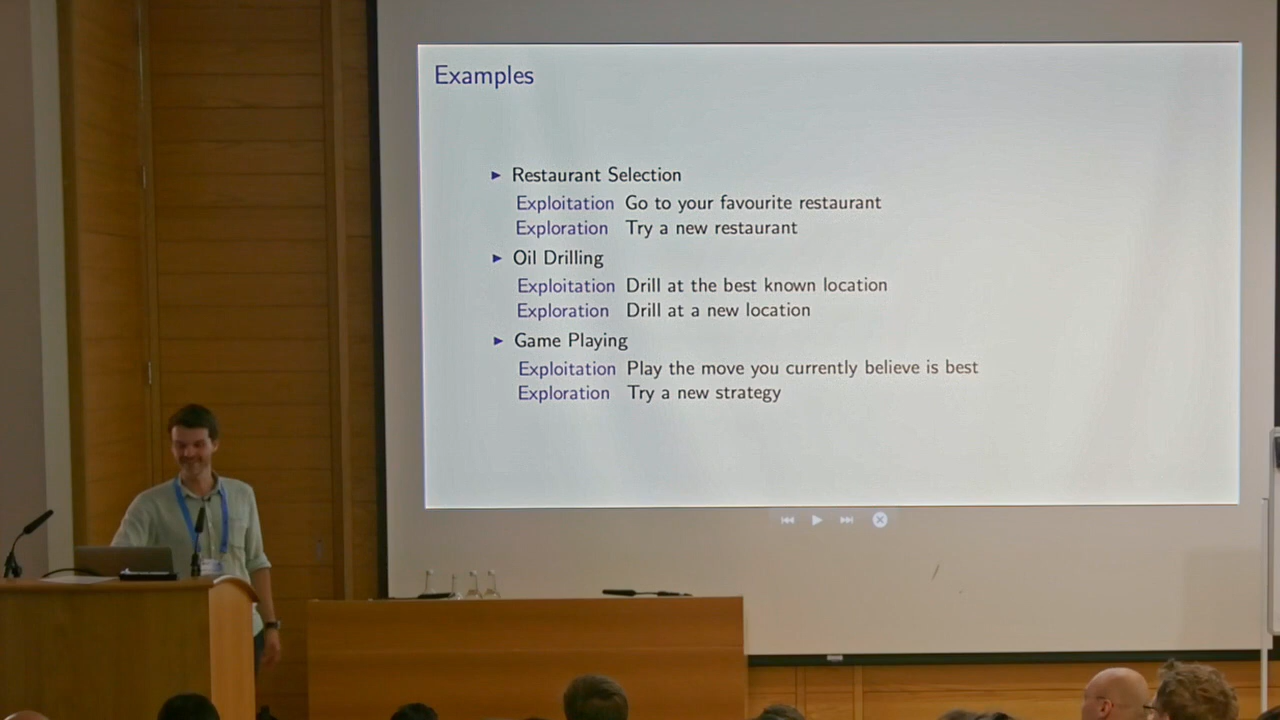 Examples
► Restaurant Selection
Exploitation Go to your favourite restaurant
Exploration Try a new restaurant
► Oil Drilling
Exploitation Drill at the best known location
Exploration Drill at a new location
► Game Playing
Exploitation Play the move you currently believe is best
Exploration Try a new strategy